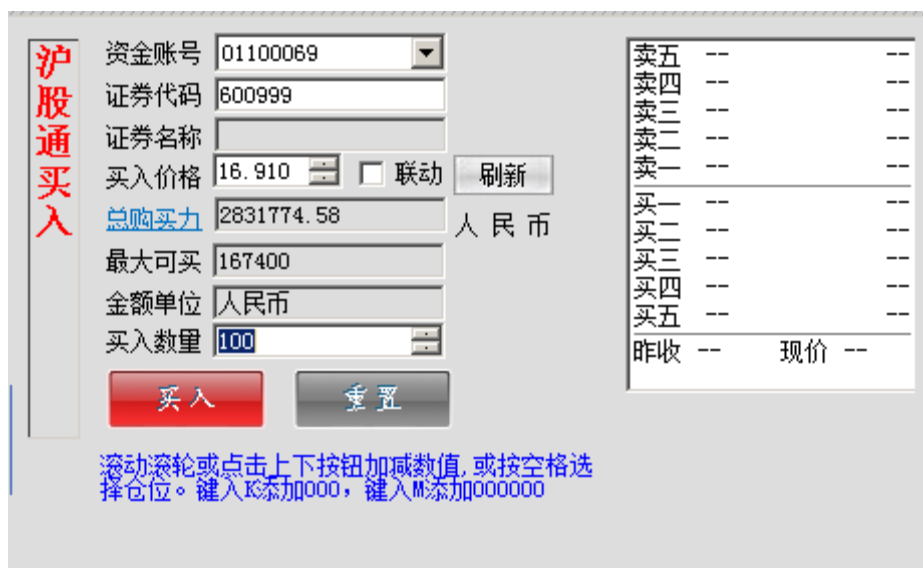 沪股通买入
资金账号 01100069
证券代码 600999
证券名称
买入价格 16.910 联动 刷新
总购买力 2831774.58 人民币
最大可买 167400
金额单位 人民币
买入数量 100
买入 重置
滚动滚轮或点击上下按钮加减数值,或按空格选
择仓位。键入K添加000，键入M添加000000
卖五 -- --
卖四 -- --
卖三 -- --
卖二 -- --
卖一 -- --
买一 -- --
买二 -- --
买三 -- --
买四 -- --
买五 -- --
昨收 -- 现价 --